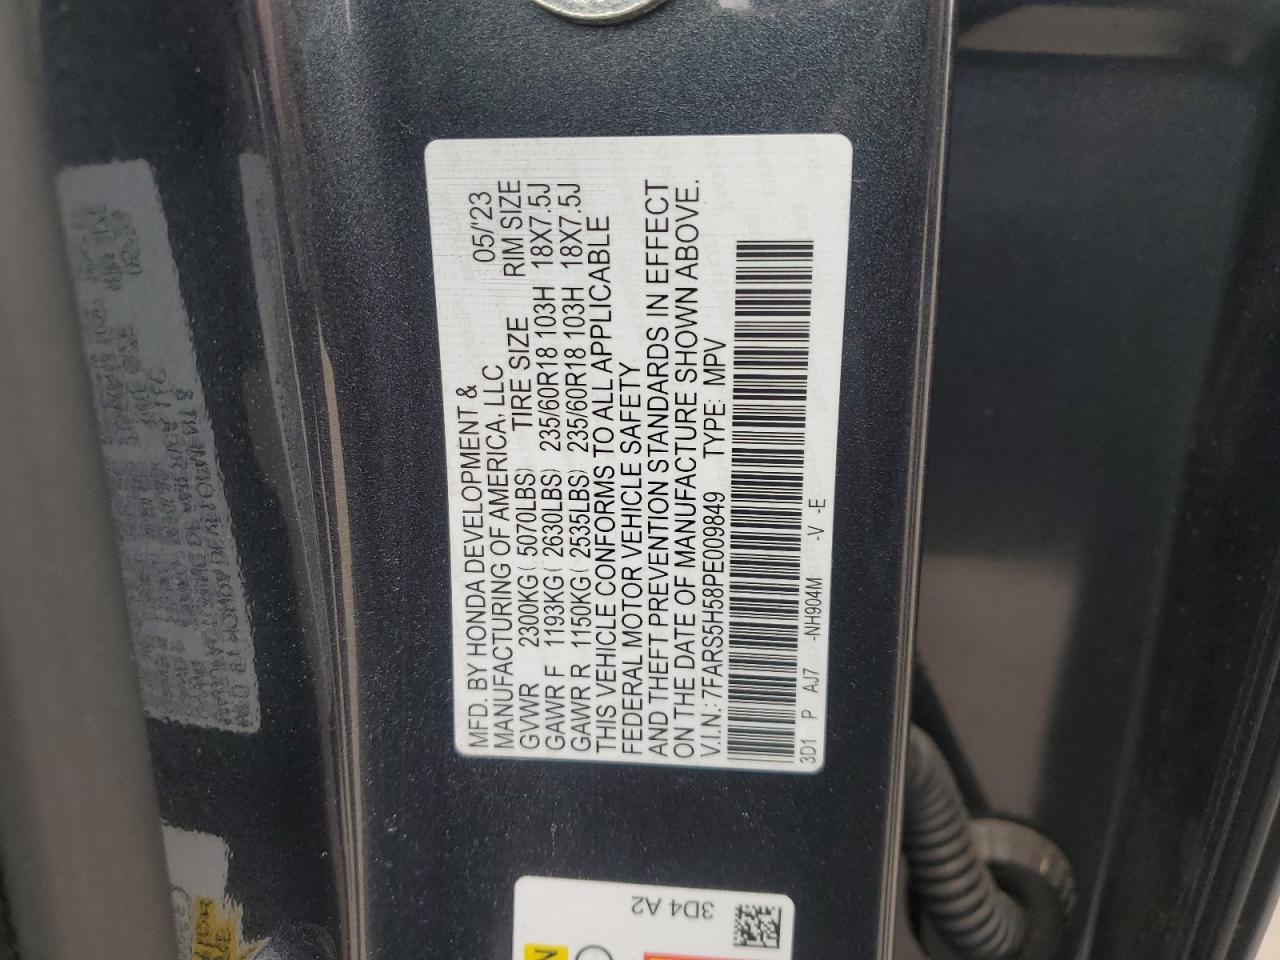 MFD. BY HONDA DEVELOPMENT &
MANUFACTURING OF AMERICA, LLC 05/'23
TIRE SIZE RIM SIZE
GVWR 2300KG( 5070LBS)
GAWR F 1193KG( 2630LBS) 235/60R18 103H 18X7.5J
GAWR R 1150KG( 2535LBS) 235/60R18 103H 18X7.5J
THIS VEHICLE CONFORMS TO ALL APPLICABLE
FEDERAL MOTOR VEHICLE SAFETY
AND THEFT PREVENTION STANDARDS IN EFFECT
ON THE DATE OF MANUFACTURE SHOWN ABOVE.
V.I.N.: 7FARS5H58PE009849 TYPE: MPV
3D1 P AJ7 -NH904M -V -E
3D4 A2